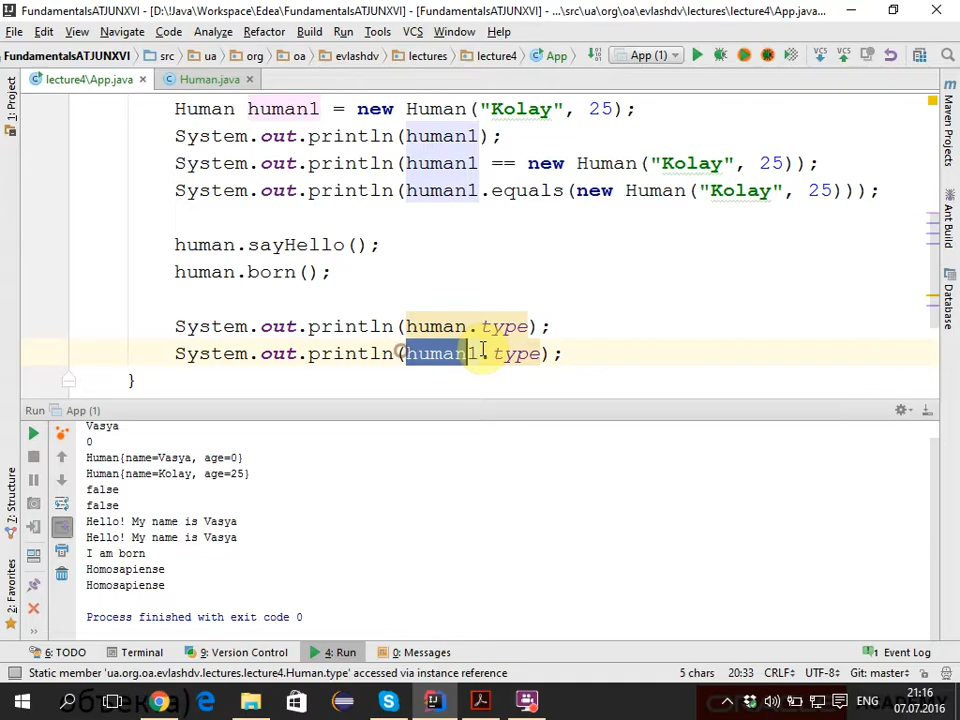 FundamentalsATJUNXVI - [D:\Java\Workspace\Edea\FundamentalsATJUNXVI] - [FundamentalsATJUNXVI] - ...\src\ua\org\oa\evlashdv\lectures\lecture4\App.java...
File Edit View Navigate Code Analyze Refactor Build Run Tools VCS Window Help
FundamentalsATJUNXVI src ua org oa evlashdv lectures lecture4 App App (1)
lecture4\App.java Human.java
Human human1 = new Human("Kolay", 25);
System.out.println(human1);
System.out.println(human1 == new Human("Kolay", 25));
System.out.println(human1.equals(new Human("Kolay", 25)));
human.sayHello();
human.born();
System.out.println(human.type);
System.out.println(human1.type);
}
1: Project
7: Structure
2: Favorites
Maven Projects
Ant Build
Database
Run App (1)
Vasya
0
Human{name=Vasya, age=0}
Human{name=Kolay, age=25}
false
false
Hello! My name is Vasya
Hello! My name is Vasya
I am born
Homosapiense
Homosapiense
Process finished with exit code 0
6: TODO Terminal 9: Version Control 4: Run 0: Messages 1 Event Log
Static member 'ua.org.oa.evlashdv.lectures.lecture4.Human.type' accessed via instance reference 5 chars 20:33 CRLF UTF-8 Git: master
ENG 21:16
07.07.2016